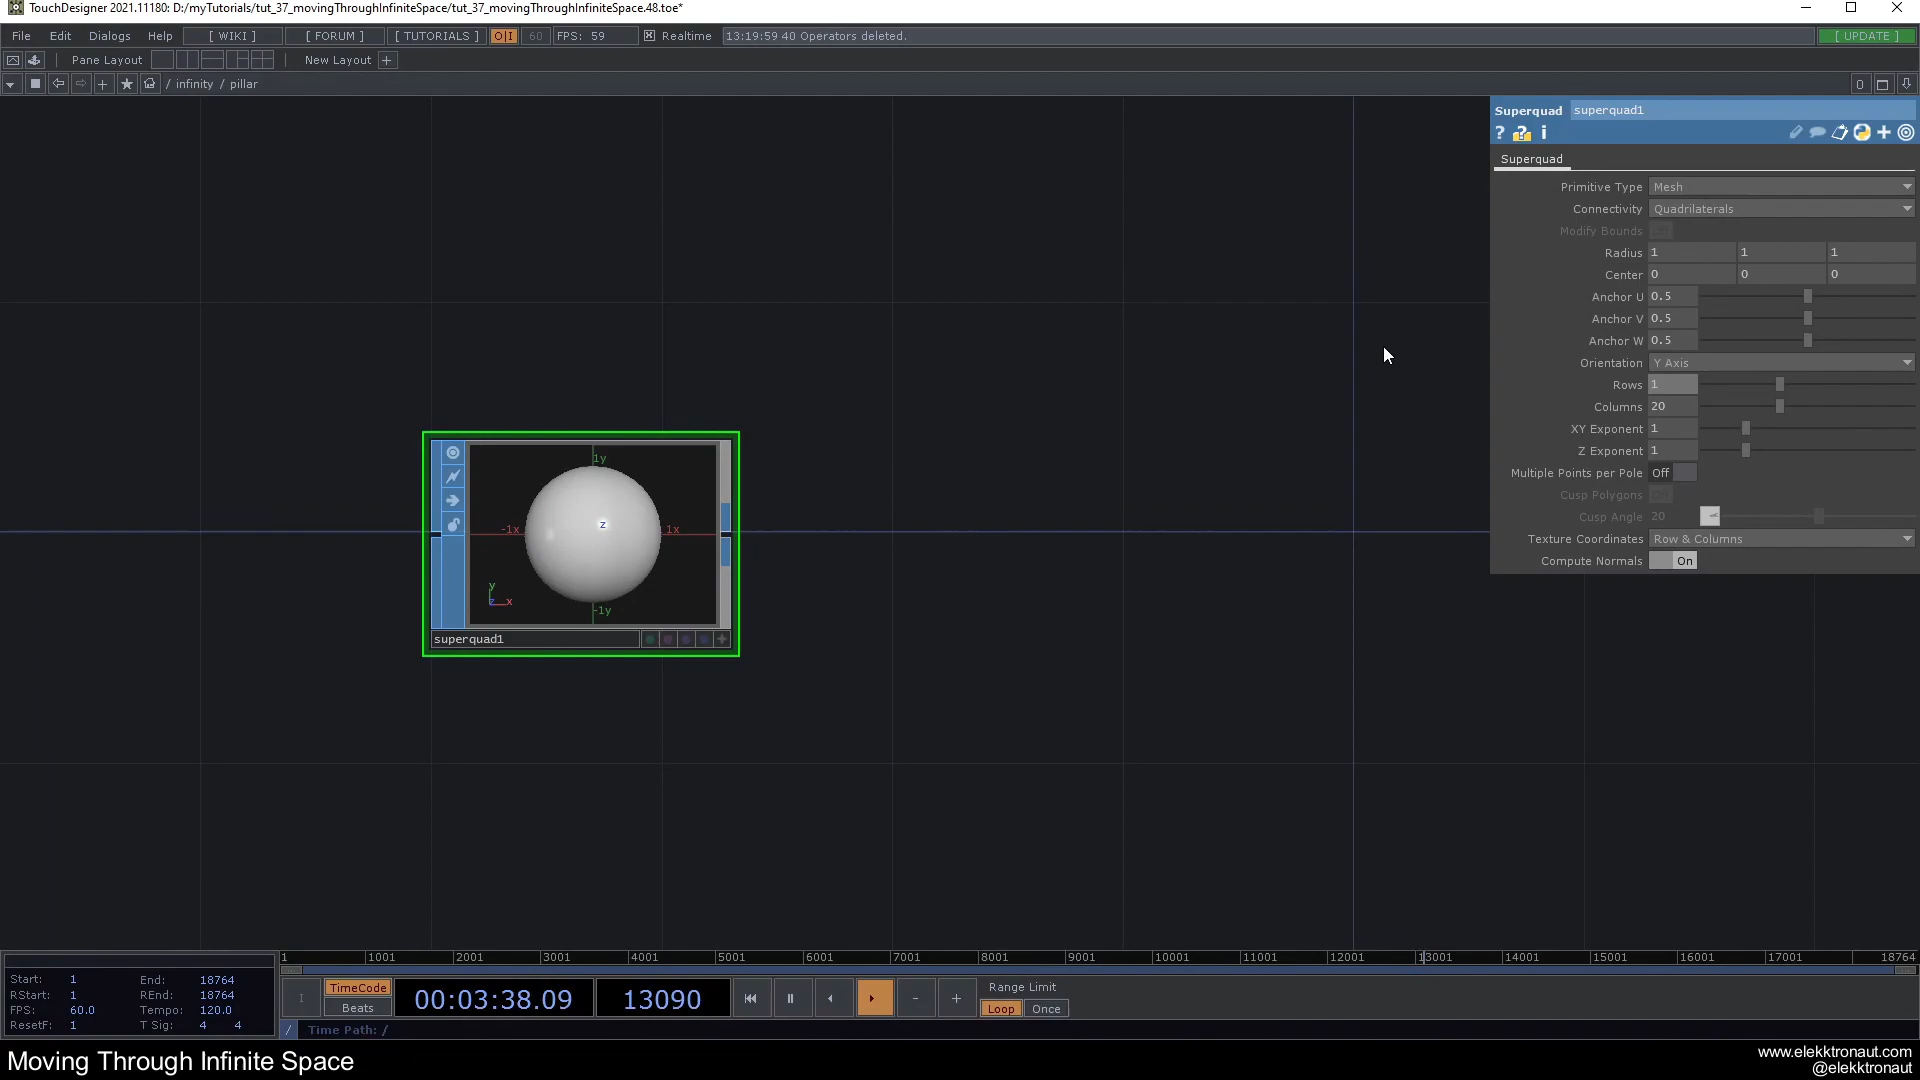 TouchDesigner 2021.11180: D:/myTutorials/tut_37_movingThroughInfiniteSpace/tut_37_movingThroughInfiniteSpace.48.toe*
File Edit Dialogs Help [ WIKI ] [ FORUM ] [ TUTORIALS ] O|I 60 FPS: 59 Realtime 13:19:59 40 Operators deleted. [ UPDATE ]
Pane Layout New Layout +
/ infinity / pillar 0
Superquad superquad1
? ? i
Superquad
Primitive Type Mesh
Connectivity Quadrilaterals
Modify Bounds
Radius 1 1 1
Center 0 0 0
Anchor U 0.5
Anchor V 0.5
Anchor W 0.5
Orientation Y Axis
Rows 1
Columns 20
XY Exponent 1
Z Exponent 1
Multiple Points per Pole Off
Cusp Polygons
Cusp Angle 20
Texture Coordinates Row & Columns
Compute Normals On
1y
z
-1x 1x
y
z x
-1y
superquad1
1 1001 2001 3001 4001 5001 6001 7001 8001 9001 10001 11001 12001 13001 14001 15001 16001 17001 18764
Start: 1 End: 18764
RStart: 1 REnd: 18764
FPS: 60.0 Tempo: 120.0
ResetF: 1 T Sig: 4 4
I TimeCode Beats 00:03:38.09 13090 - + Range Limit
Loop Once
/ Time Path: /
Moving Through Infinite Space
www.elekktronaut.com
@elekktronaut